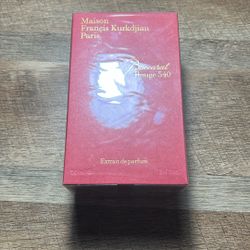 Maison
Francis Kurkdjian
Paris
Baccarat
Rouge 540
Extrait de parfum